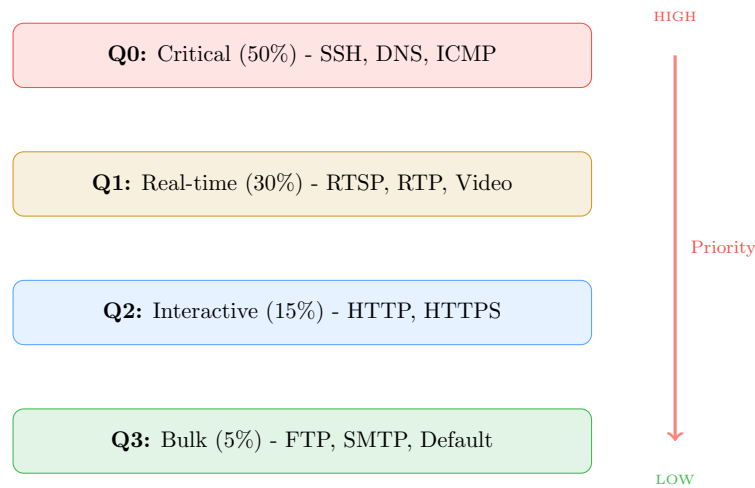 HIGH
Q0: Critical (50%) - SSH, DNS, ICMP
Q1: Real-time (30%) - RTSP, RTP, Video
Priority
Q2: Interactive (15%) - HTTP, HTTPS
Q3: Bulk (5%) - FTP, SMTP, Default
LOW